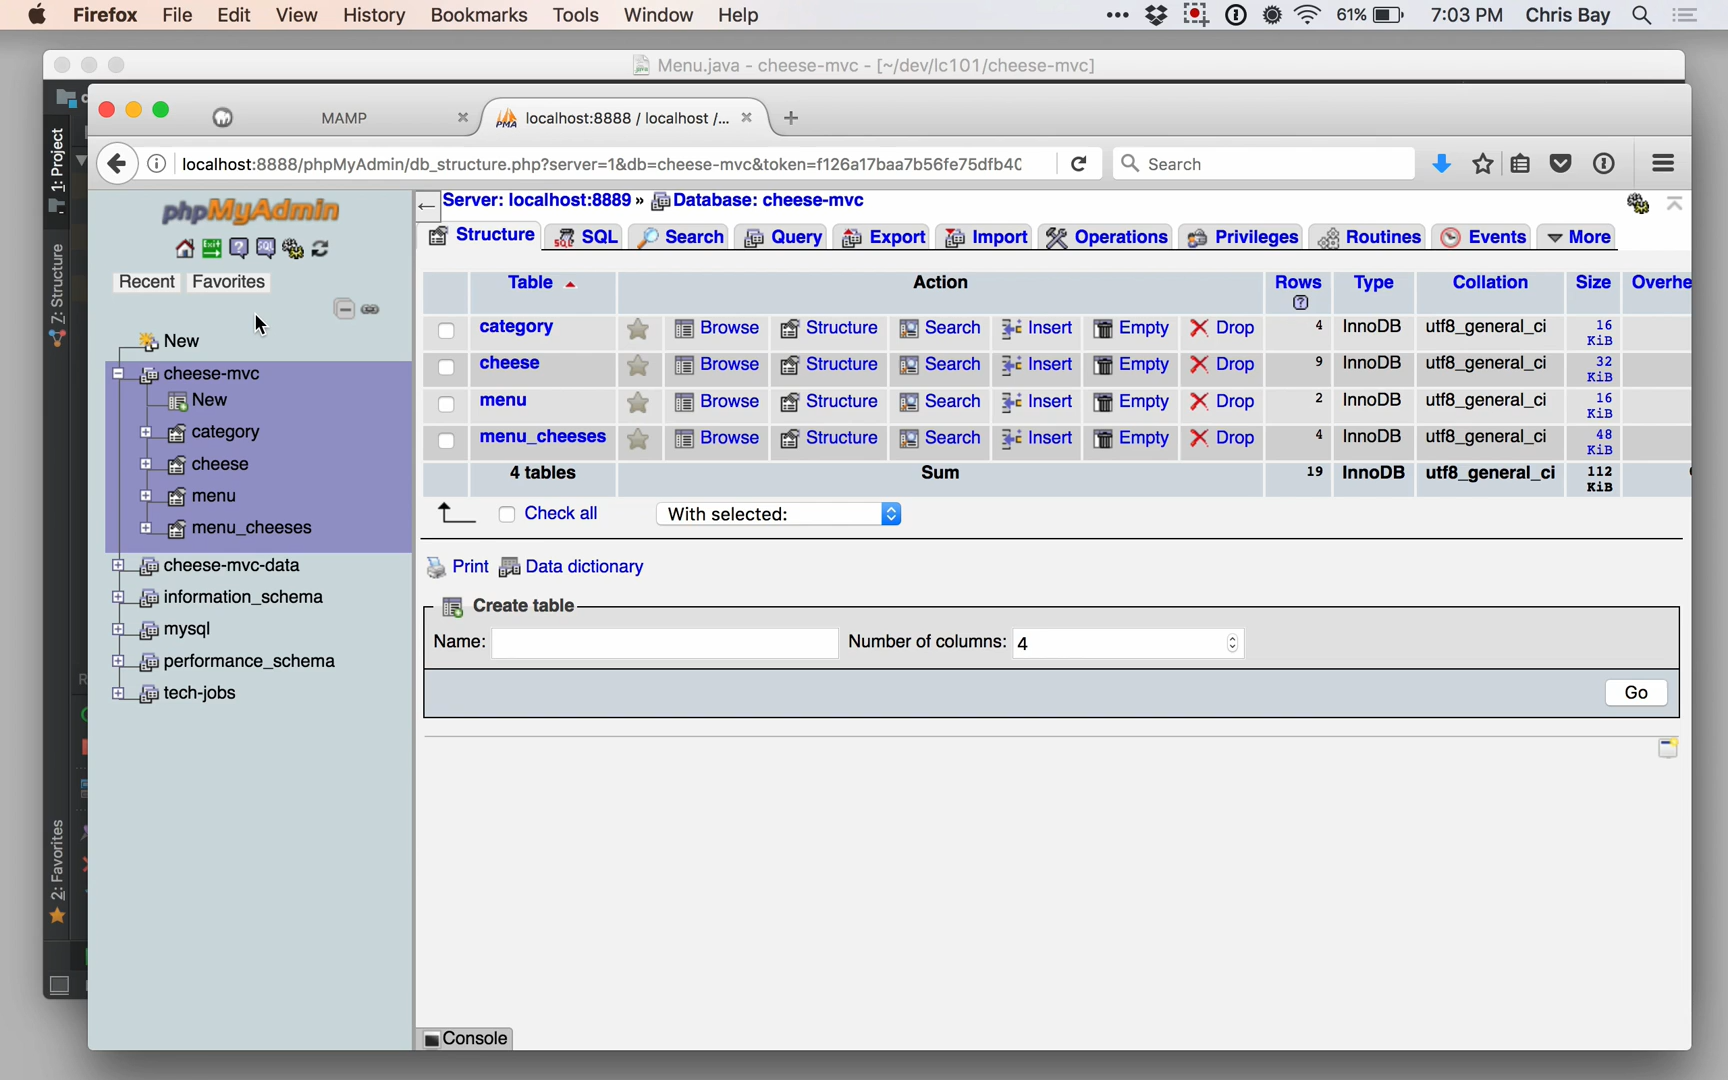 Firefox File Edit View History Bookmarks Tools Window Help 61% 7:03 PM Chris Bay
Menu.java - cheese-mvc - [~/dev/lc101/cheese-mvc]
MAMP localhost:8888 / localhost /...
localhost:8888/phpMyAdmin/db_structure.php?server=1&db=cheese-mvc&token=f126a17baa7b56fe75dfb40 Search
1: Project
Z: Structure
2: Favorites
phpMyAdmin
Recent Favorites
New
cheese-mvc
New
category
cheese
menu
menu_cheeses
cheese-mvc-data
information_schema
mysql
performance_schema
tech-jobs
Server: localhost:8889 » Database: cheese-mvc
Structure SQL Search Query Export Import Operations Privileges Routines Events More
Table Action Rows Type Collation Size Overhe
category Browse Structure Search Insert Empty Drop 4 InnoDB utf8_general_ci 16 KiB
cheese Browse Structure Search Insert Empty Drop 9 InnoDB utf8_general_ci 32 KiB
menu Browse Structure Search Insert Empty Drop 2 InnoDB utf8_general_ci 16 KiB
menu_cheeses Browse Structure Search Insert Empty Drop 4 InnoDB utf8_general_ci 48 KiB
4 tables Sum 19 InnoDB utf8_general_ci 112 KiB
Check all With selected:
Print Data dictionary
Create table
Name: Number of columns: 4
Go
Console